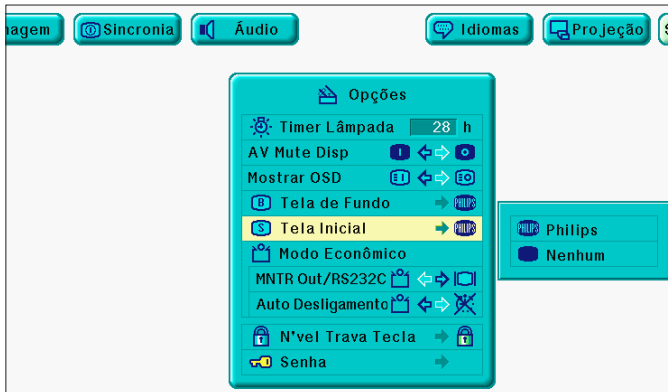 nagem Sincronia Áudio Idiomas Projeção S
Opções
Timer Lâmpada 28 h
AV Mute Disp
Mostrar OSD
B Tela de Fundo PHILIPS
S Tela Inicial PHILIPS
PHILIPS Philips
Nenhum
Modo Econômico
MNTR Out/RS232C
Auto Desligamento
N'vel Trava Tecla
Senha